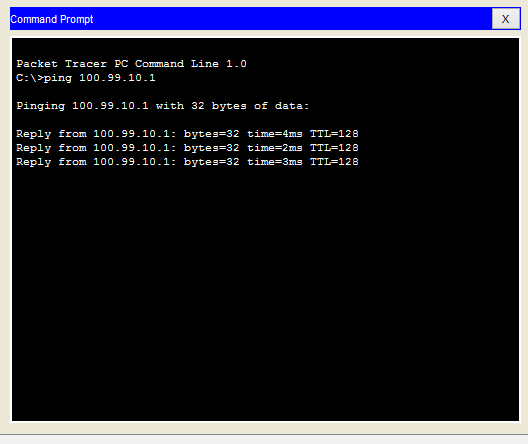 Command Prompt
X
Packet Tracer PC Command Line 1.0
C:\>ping 100.99.10.1
Pinging 100.99.10.1 with 32 bytes of data:
Reply from 100.99.10.1: bytes=32 time=4ms TTL=128
Reply from 100.99.10.1: bytes=32 time=2ms TTL=128
Reply from 100.99.10.1: bytes=32 time=3ms TTL=128